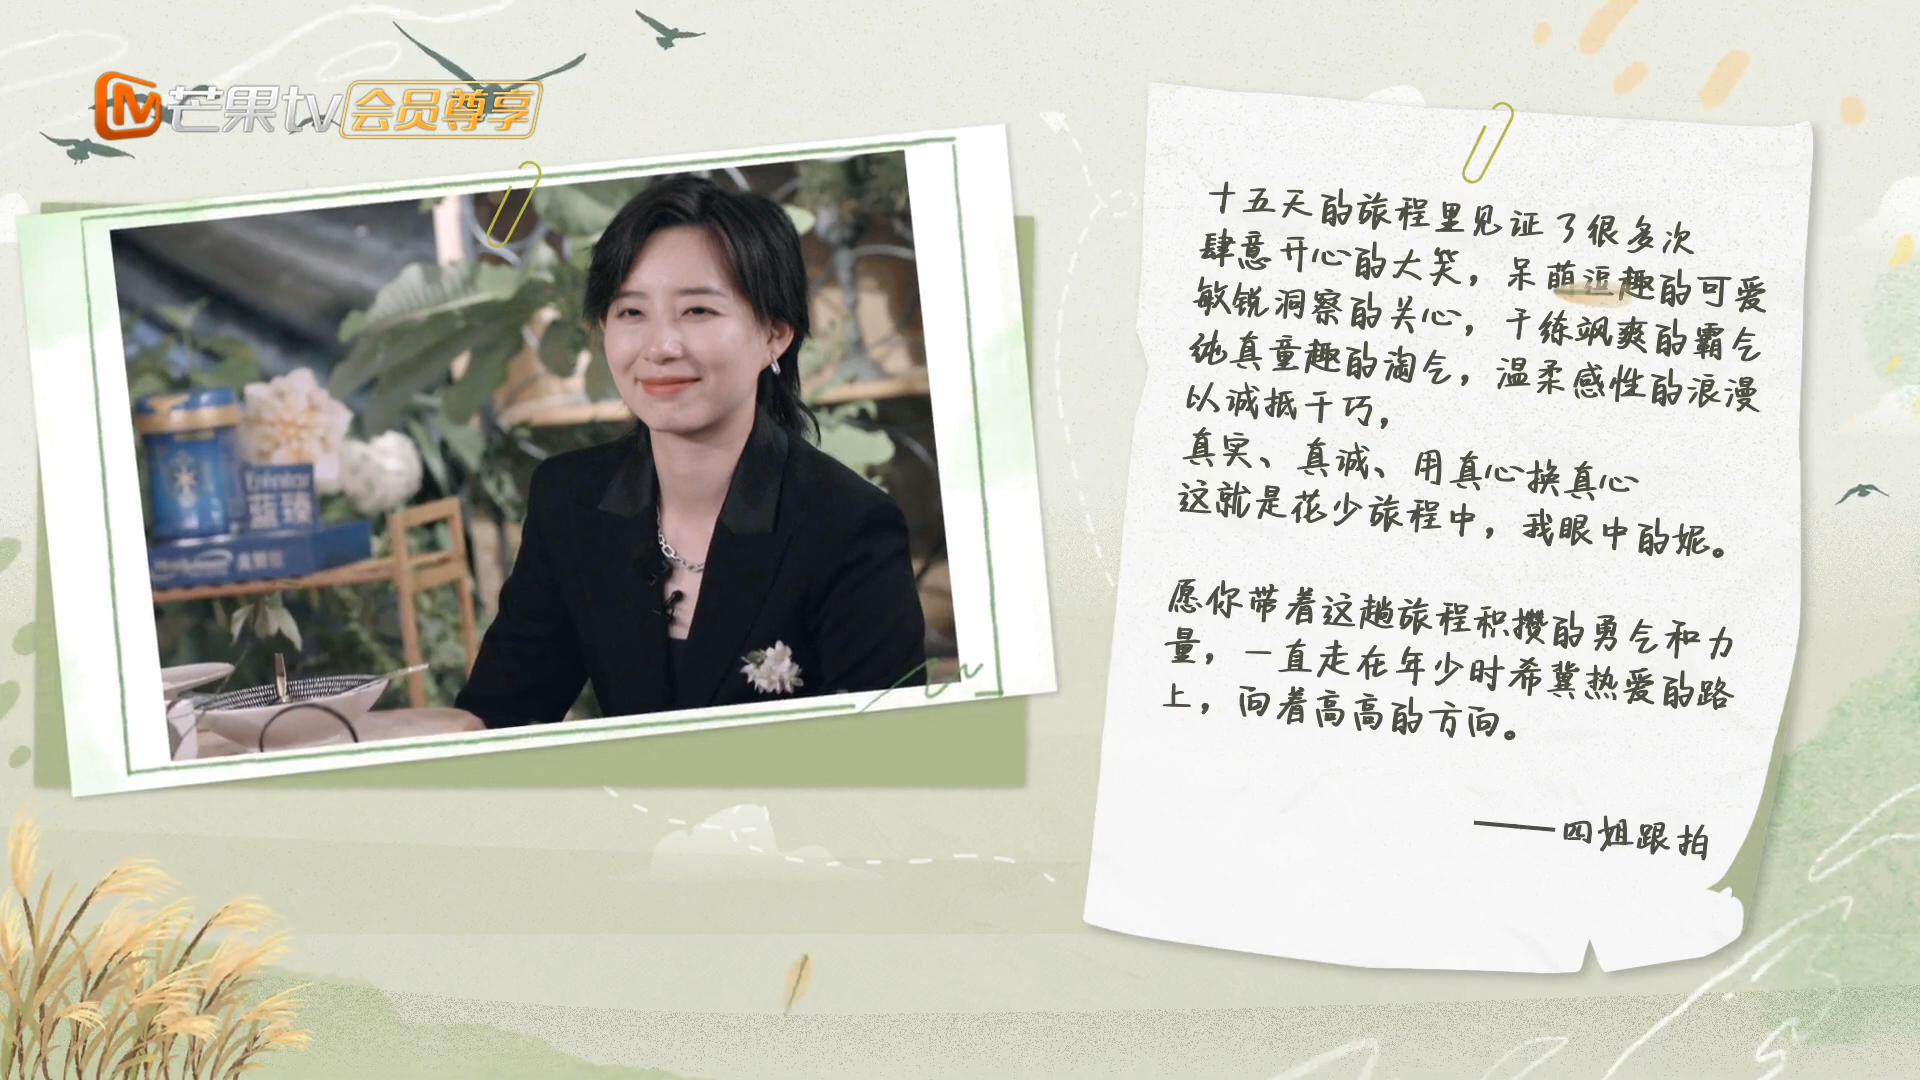 芒果tv会员尊享
Enfinitas
蓝臻
十五天的旅程里见证了很多次
肆意开心的大笑，呆萌逗趣的可爱
敏锐洞察的关心，干练飒爽的霸气
纯真童趣的淘气，温柔感性的浪漫
以诚抵千巧，
真实、真诚、用真心换真心
这就是花少旅程中，我眼中的妮。
愿你带着这趟旅程积攒的勇气和力
量，一直走在年少时希冀热爱的路
上，向着高高的方向。
——四姐跟拍